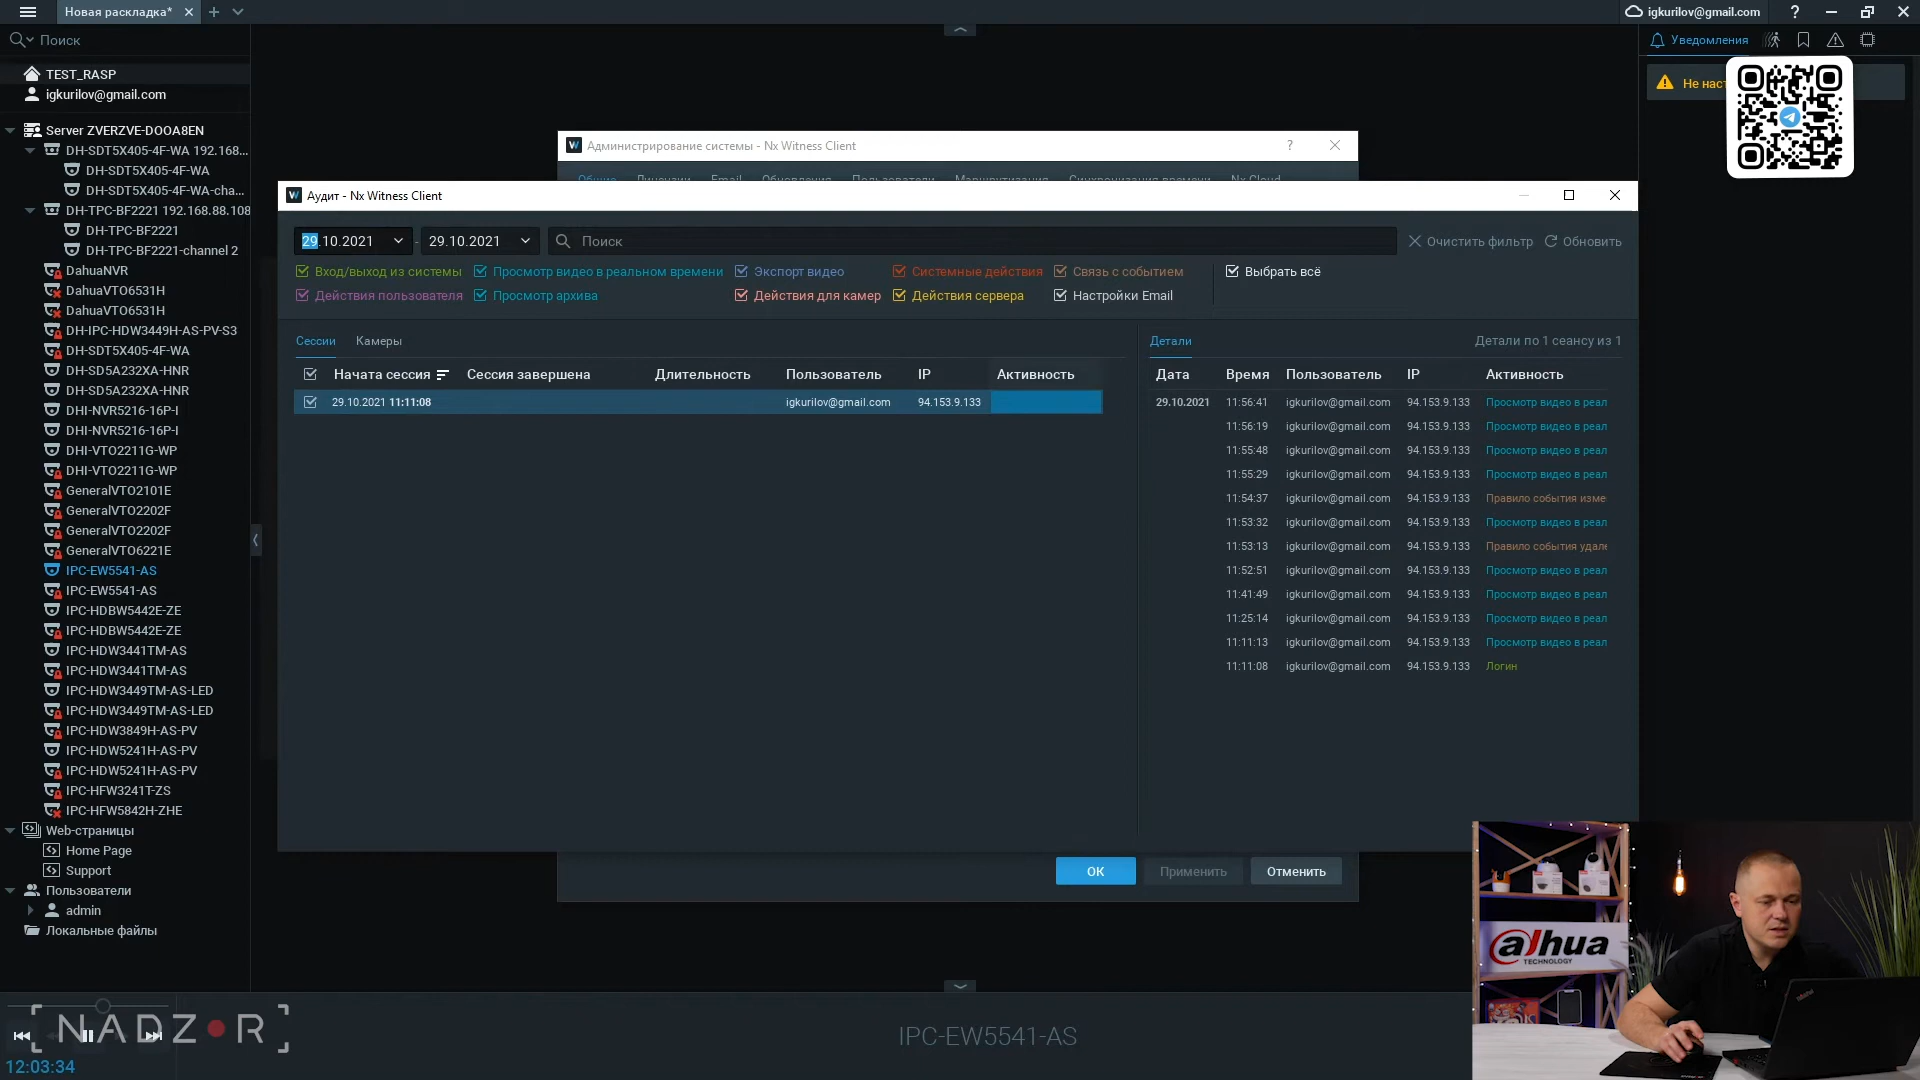 Новая раскладка*
igkurilov@gmail.com
?
Поиск
TEST_RASP
igkurilov@gmail.com
Server ZVERZVE-DOOA8EN
DH-SDT5X405-4F-WA 192.168...
DH-SDT5X405-4F-WA
DH-SDT5X405-4F-WA-cha...
DH-TPC-BF2221 192.168.88.108
DH-TPC-BF2221
DH-TPC-BF2221-channel 2
DahuaNVR
DahuaVTO6531H
DahuaVTO6531H
DH-IPC-HDW3449H-AS-PV-S3
DH-SDT5X405-4F-WA
DH-SD5A232XA-HNR
DH-SD5A232XA-HNR
DHI-NVR5216-16P-I
DHI-NVR5216-16P-I
DHI-VTO2211G-WP
DHI-VTO2211G-WP
GeneralVTO2101E
GeneralVTO2202F
GeneralVTO2202F
GeneralVTO6221E
IPC-EW5541-AS
IPC-EW5541-AS
IPC-HDBW5442E-ZE
IPC-HDBW5442E-ZE
IPC-HDW3441TM-AS
IPC-HDW3441TM-AS
IPC-HDW3449TM-AS-LED
IPC-HDW3449TM-AS-LED
IPC-HDW3849H-AS-PV
IPC-HDW5241H-AS-PV
IPC-HDW5241H-AS-PV
IPC-HFW3241T-ZS
IPC-HFW5842H-ZHE
Web-страницы
Home Page
Support
Пользователи
admin
Локальные файлы
Уведомления
Не наст
Администрирование системы - Nx Witness Client
?
Общие Лицензии Email Обновления Пользователи Маршрутизация Синхронизация времени Nx Cloud
Аудит - Nx Witness Client
29.10.2021 - 29.10.2021 Поиск Очистить фильтр Обновить
Вход/выход из системы Просмотр видео в реальном времени Экспорт видео Системные действия Связь с событием Выбрать всё
Действия пользователя Просмотр архива Действия для камер Действия сервера Настройки Email
Сессии Камеры
Начата сессия Сессия завершена Длительность Пользователь IP Активность
29.10.2021 11:11:08 igkurilov@gmail.com 94.153.9.133
Детали Детали по 1 сеансу из 1
Дата Время Пользователь IP Активность
29.10.2021 11:56:41 igkurilov@gmail.com 94.153.9.133 Просмотр видео в реал
11:56:19 igkurilov@gmail.com 94.153.9.133 Просмотр видео в реал
11:55:48 igkurilov@gmail.com 94.153.9.133 Просмотр видео в реал
11:55:29 igkurilov@gmail.com 94.153.9.133 Просмотр видео в реал
11:54:37 igkurilov@gmail.com 94.153.9.133 Правило события изме
11:53:32 igkurilov@gmail.com 94.153.9.133 Просмотр видео в реал
11:53:13 igkurilov@gmail.com 94.153.9.133 Правило события удале
11:52:51 igkurilov@gmail.com 94.153.9.133 Просмотр видео в реал
11:41:49 igkurilov@gmail.com 94.153.9.133 Просмотр видео в реал
11:25:14 igkurilov@gmail.com 94.153.9.133 Просмотр видео в реал
11:11:13 igkurilov@gmail.com 94.153.9.133 Просмотр видео в реал
11:11:08 igkurilov@gmail.com 94.153.9.133 Логин
ОК Применить Отменить
alhua
TECHNOLOGY
NADZOR
IPC-EW5541-AS
12:03:34